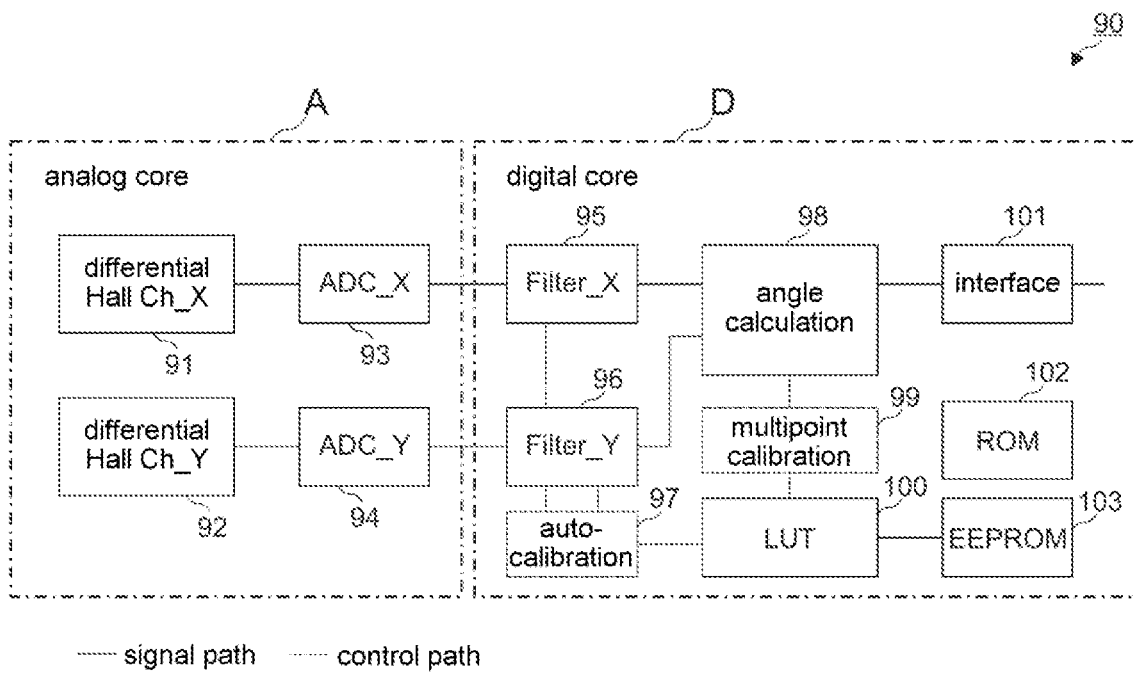 90
A
D
analog core
digital core
95
98
101
differential
Hall Ch_X
ADC_X
Filter_X
angle
calculation
interface
91
93
96
102
99
differential
Hall Ch_Y
ADC_Y
Filter_Y
multipoint
calibration
ROM
92
94
97
100
103
auto-
calibration
LUT
EEPROM
signal path
control path